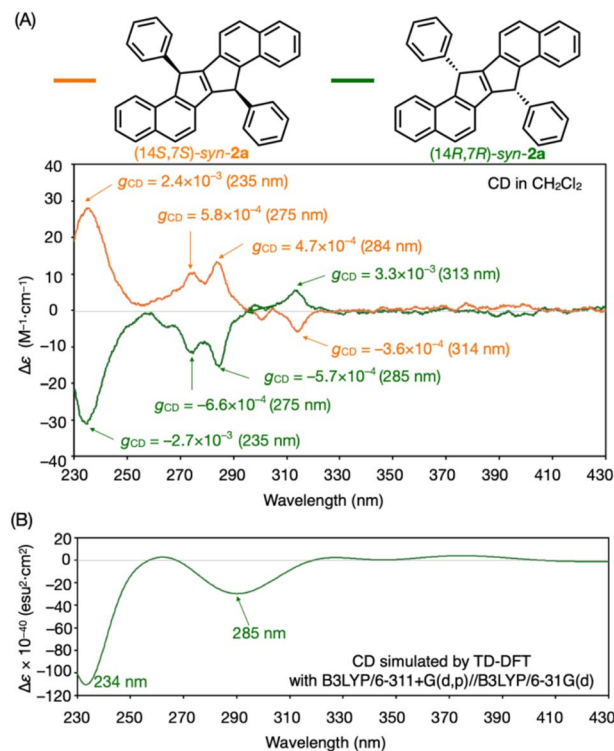 (A)
(14S,7S)-syn-2a
(14R,7R)-syn-2a
CD in CH₂Cl₂
gCD = 2.4×10⁻³ (235 nm)
gCD = 5.8×10⁻⁴ (275 nm)
gCD = 4.7×10⁻⁴ (284 nm)
gCD = 3.3×10⁻³ (313 nm)
gCD = −3.6×10⁻⁴ (314 nm)
gCD = −5.7×10⁻⁴ (285 nm)
gCD = −6.6×10⁻⁴ (275 nm)
gCD = −2.7×10⁻³ (235 nm)
Δε (M⁻¹·cm⁻¹)
40
30
20
10
0
−10
−20
−30
−40
230 250 270 290 310 330 350 370 390 410 430
Wavelength (nm)
(B)
Δε × 10⁻⁴⁰ (esu²·cm²)
20
0
−20
−40
−60
−80
−100
−120
234 nm
285 nm
CD simulated by TD-DFT
with B3LYP/6-311+G(d,p)//B3LYP/6-31G(d)
230 250 270 290 310 330 350 370 390 410 430
Wavelength (nm)